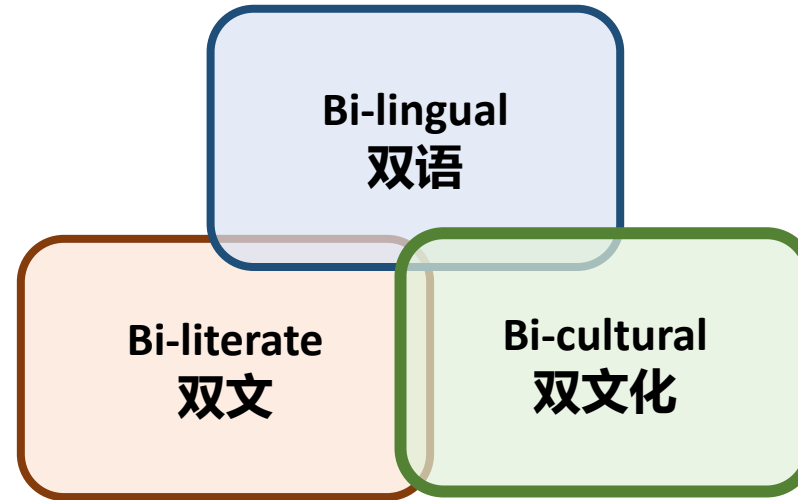 Bi-lingual
双语
Bi-literate
双文
Bi-cultural
双文化